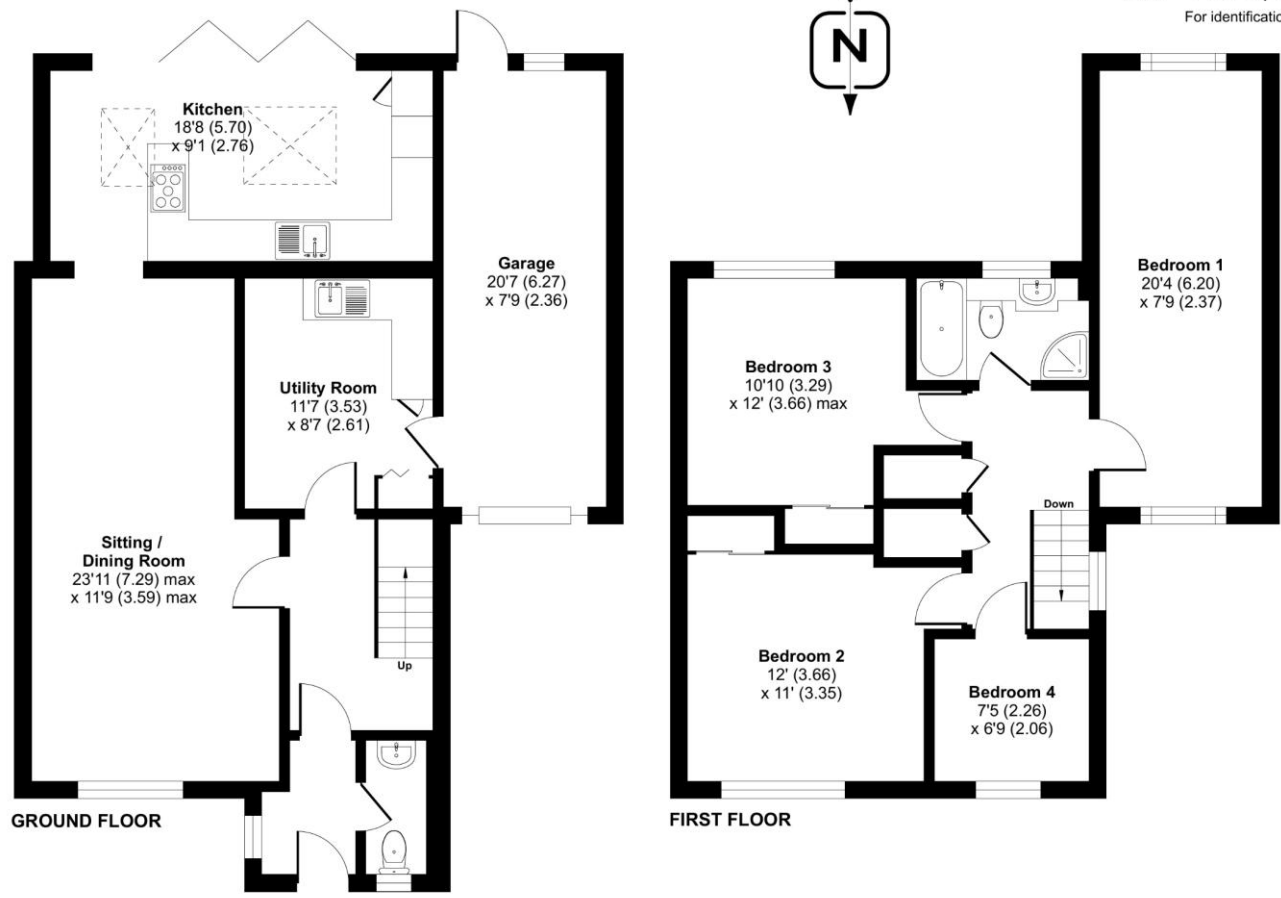 For identificatio
N
Kitchen
18'8 (5.70)
x 9'1 (2.76)
Garage
20'7 (6.27)
x 7'9 (2.36)
Utility Room
11'7 (3.53)
x 8'7 (2.61)
Sitting /
Dining Room
23'11 (7.29) max
x 11'9 (3.59) max
Up
GROUND FLOOR
Bedroom 1
20'4 (6.20)
x 7'9 (2.37)
Bedroom 3
10'10 (3.29)
x 12' (3.66) max
Down
Bedroom 2
12' (3.66)
x 11' (3.35)
Bedroom 4
7'5 (2.26)
x 6'9 (2.06)
FIRST FLOOR